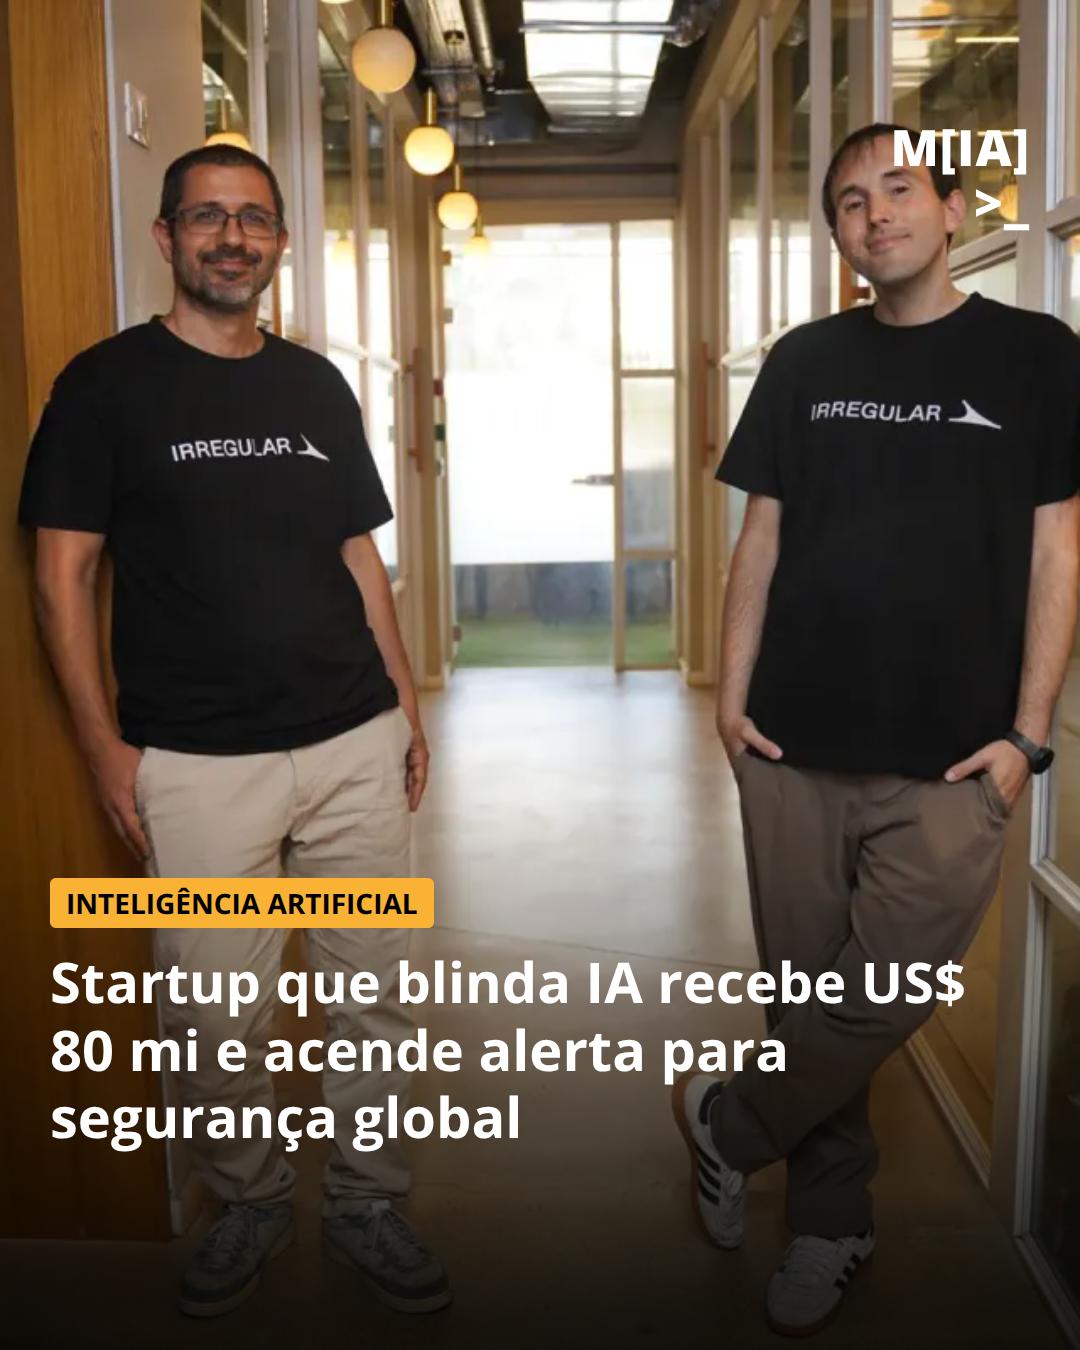 M[IA]
>_
IRREGULAR
IRREGULAR
INTELIGÊNCIA ARTIFICIAL
Startup que blinda IA recebe US$
80 mi e acende alerta para
segurança global